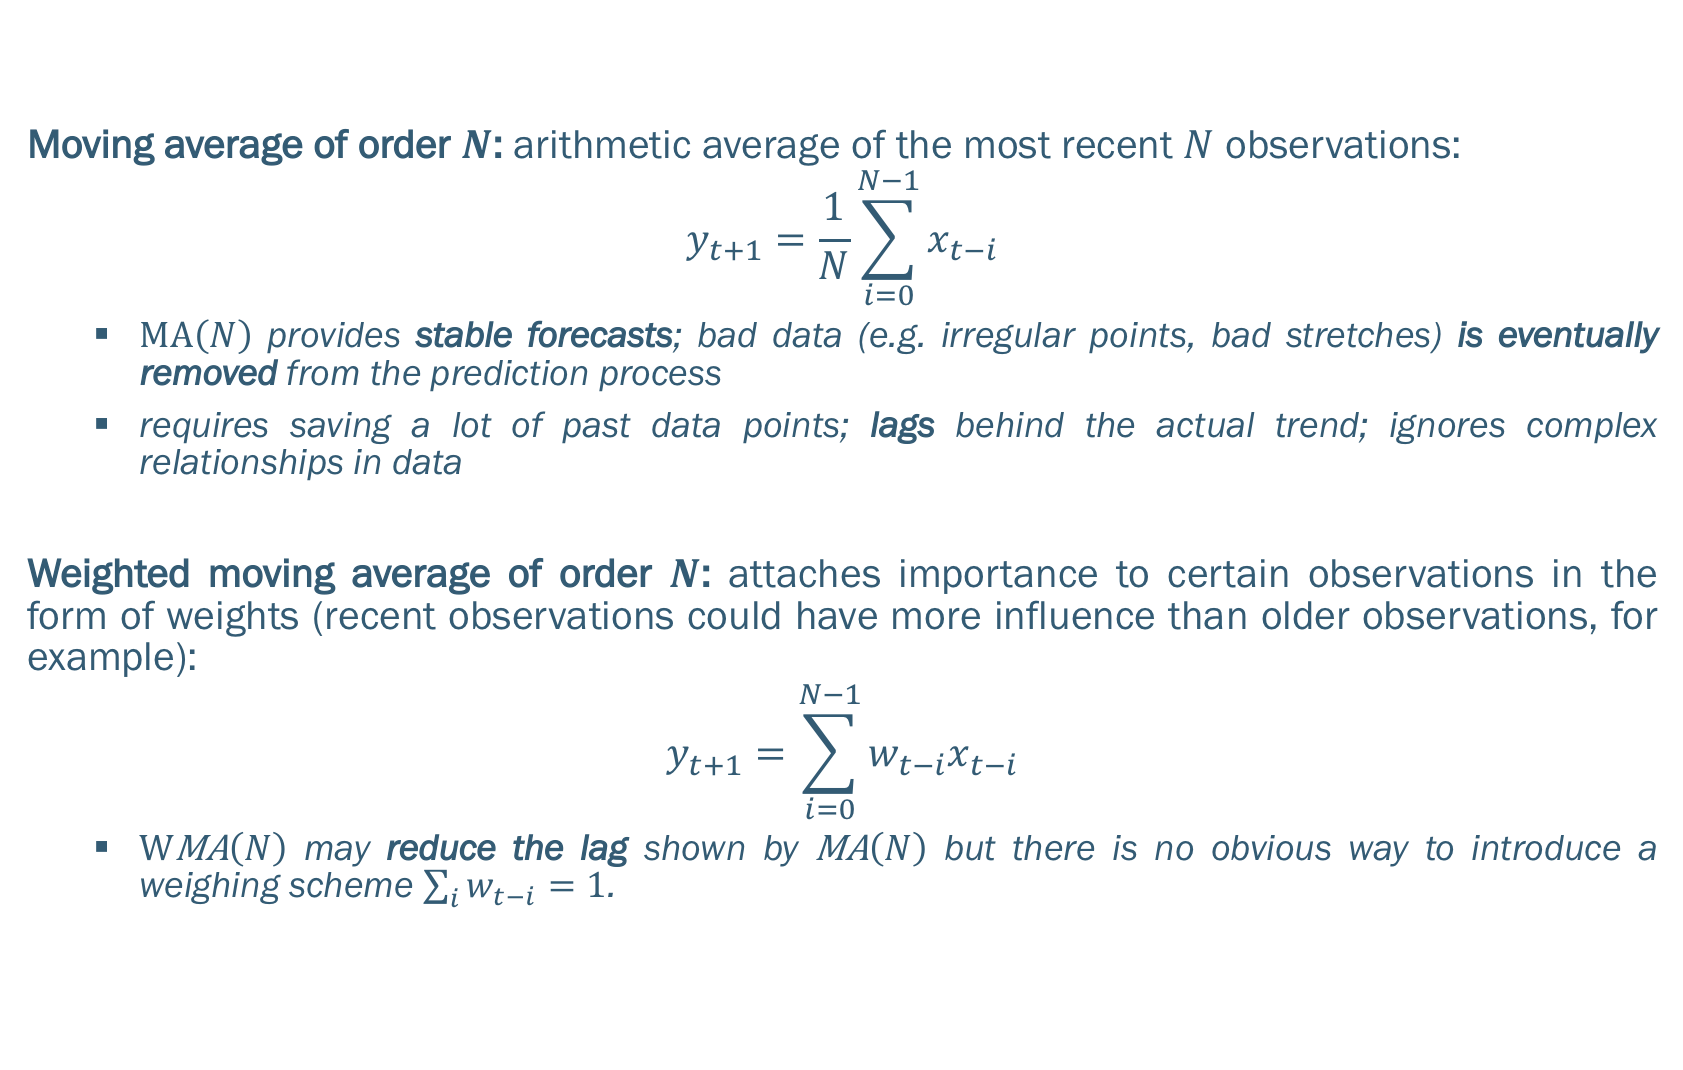 Moving average of order N: arithmetic average of the most recent N observations:
y_{t+1} = \frac{1}{N} \sum_{i=0}^{N-1} x_{t-i}
▪ MA(N) provides stable forecasts; bad data (e.g. irregular points, bad stretches) is eventually
removed from the prediction process
▪ requires saving a lot of past data points; lags behind the actual trend; ignores complex
relationships in data
Weighted moving average of order N: attaches importance to certain observations in the
form of weights (recent observations could have more influence than older observations, for
example):
y_{t+1} = \sum_{i=0}^{N-1} w_{t-i} x_{t-i}
▪ WMA(N) may reduce the lag shown by MA(N) but there is no obvious way to introduce a
weighing scheme \sum_i w_{t-i} = 1.